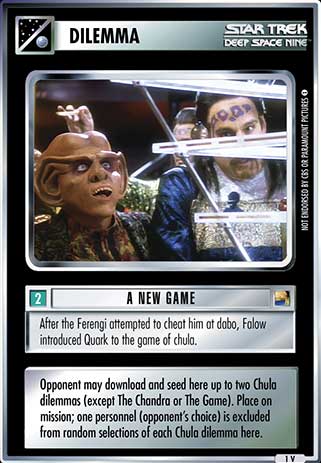 DILEMMA
STAR TREK
DEEP SPACE NINE
NOT ENDORSED BY CBS OR PARAMOUNT PICTURES
2
A NEW GAME
After the Ferengi attempted to cheat him at dabo, Falow
introduced Quark to the game of chula.
Opponent may download and seed here up to two Chula
dilemmas (except The Chandra or The Game). Place on
mission; one personnel (opponent's choice) is excluded
from random selections of each Chula dilemma here.
1 V